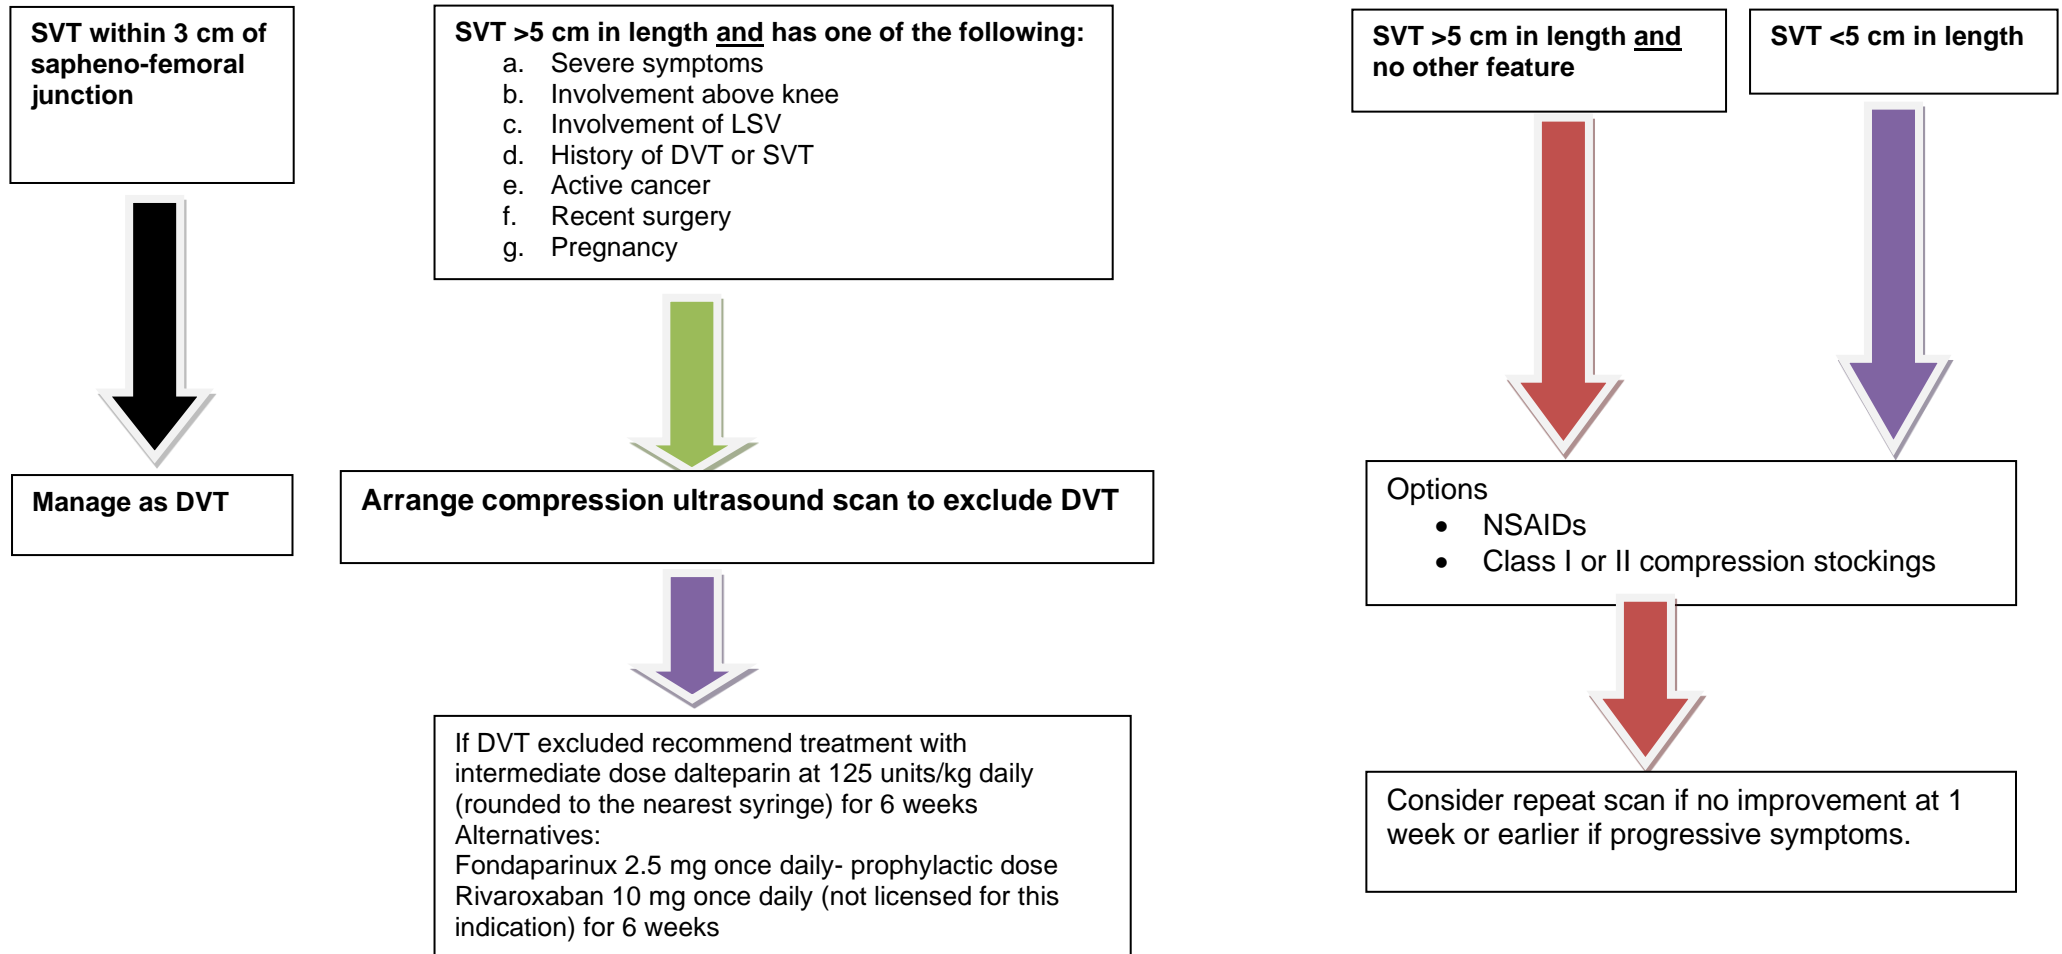 SVT within 3 cm of
sapheno-femoral
junction
Manage as DVT
SVT >5 cm in length and has one of the following:
a. Severe symptoms
b. Involvement above knee
c. Involvement of LSV
d. History of DVT or SVT
e. Active cancer
f. Recent surgery
g. Pregnancy
Arrange compression ultrasound scan to exclude DVT
If DVT excluded recommend treatment with
intermediate dose dalteparin at 125 units/kg daily
(rounded to the nearest syringe) for 6 weeks
Alternatives:
Fondaparinux 2.5 mg once daily- prophylactic dose
Rivaroxaban 10 mg once daily (not licensed for this
indication) for 6 weeks
SVT >5 cm in length and
no other feature
SVT <5 cm in length
Options
• NSAIDs
• Class I or II compression stockings
Consider repeat scan if no improvement at 1
week or earlier if progressive symptoms.